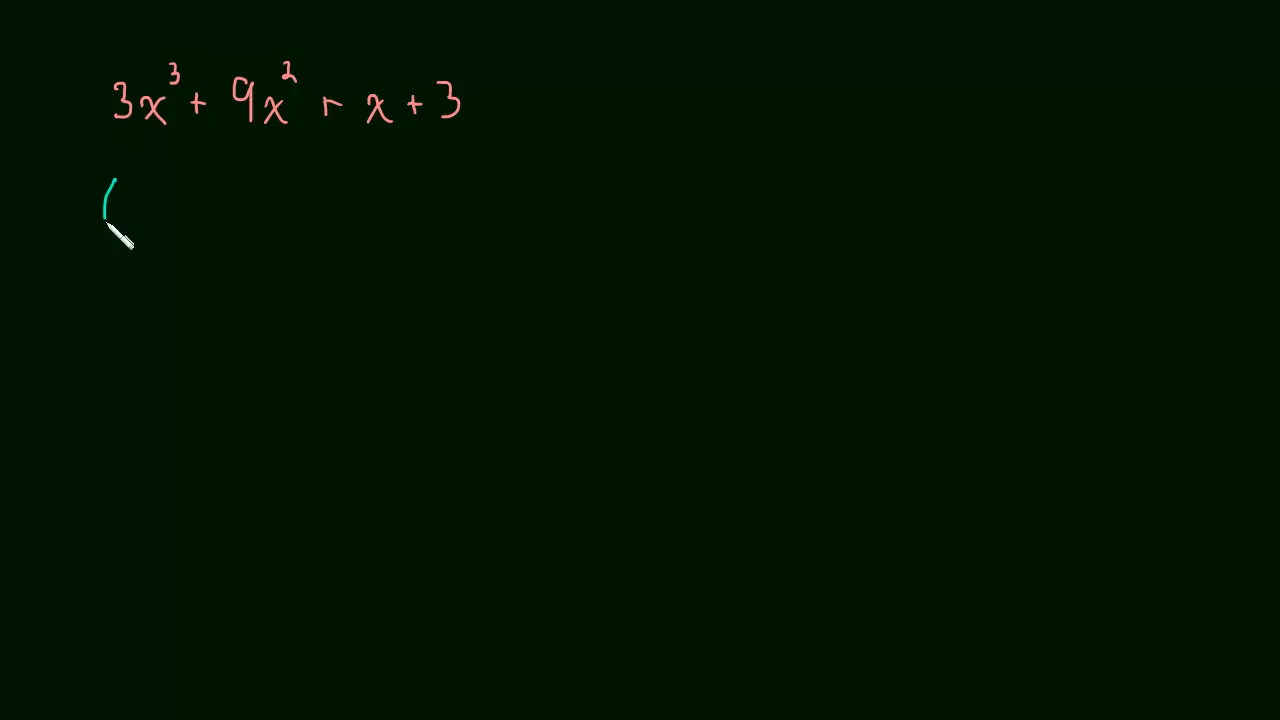 3x³ + 9x² + x + 3
(